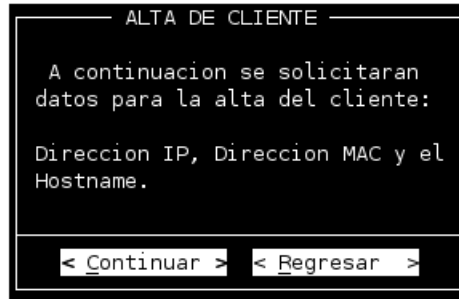 ALTA DE CLIENTE
A continuacion se solicitaran
datos para la alta del cliente:
Direccion IP, Direccion MAC y el
Hostname.
< Continuar > < Regresar >